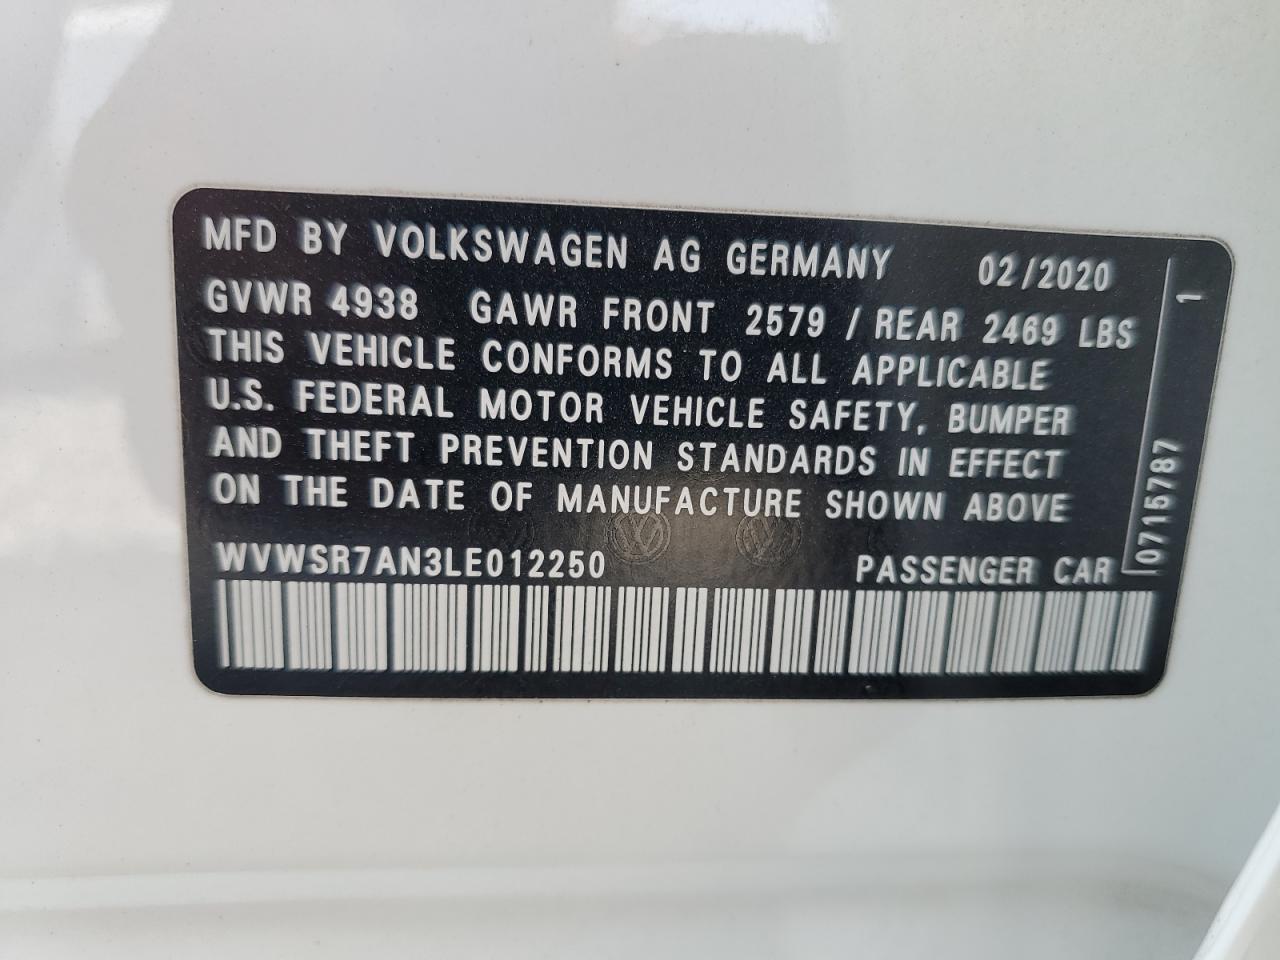 MFD BY VOLKSWAGEN AG GERMANY 02/2020
GVWR 4938 GAWR FRONT 2579 / REAR 2469 LBS
THIS VEHICLE CONFORMS TO ALL APPLICABLE
U.S. FEDERAL MOTOR VEHICLE SAFETY, BUMPER
AND THEFT PREVENTION STANDARDS IN EFFECT
ON THE DATE OF MANUFACTURE SHOWN ABOVE
WVWSR7AN3LE012250 PASSENGER CAR
0715787 1